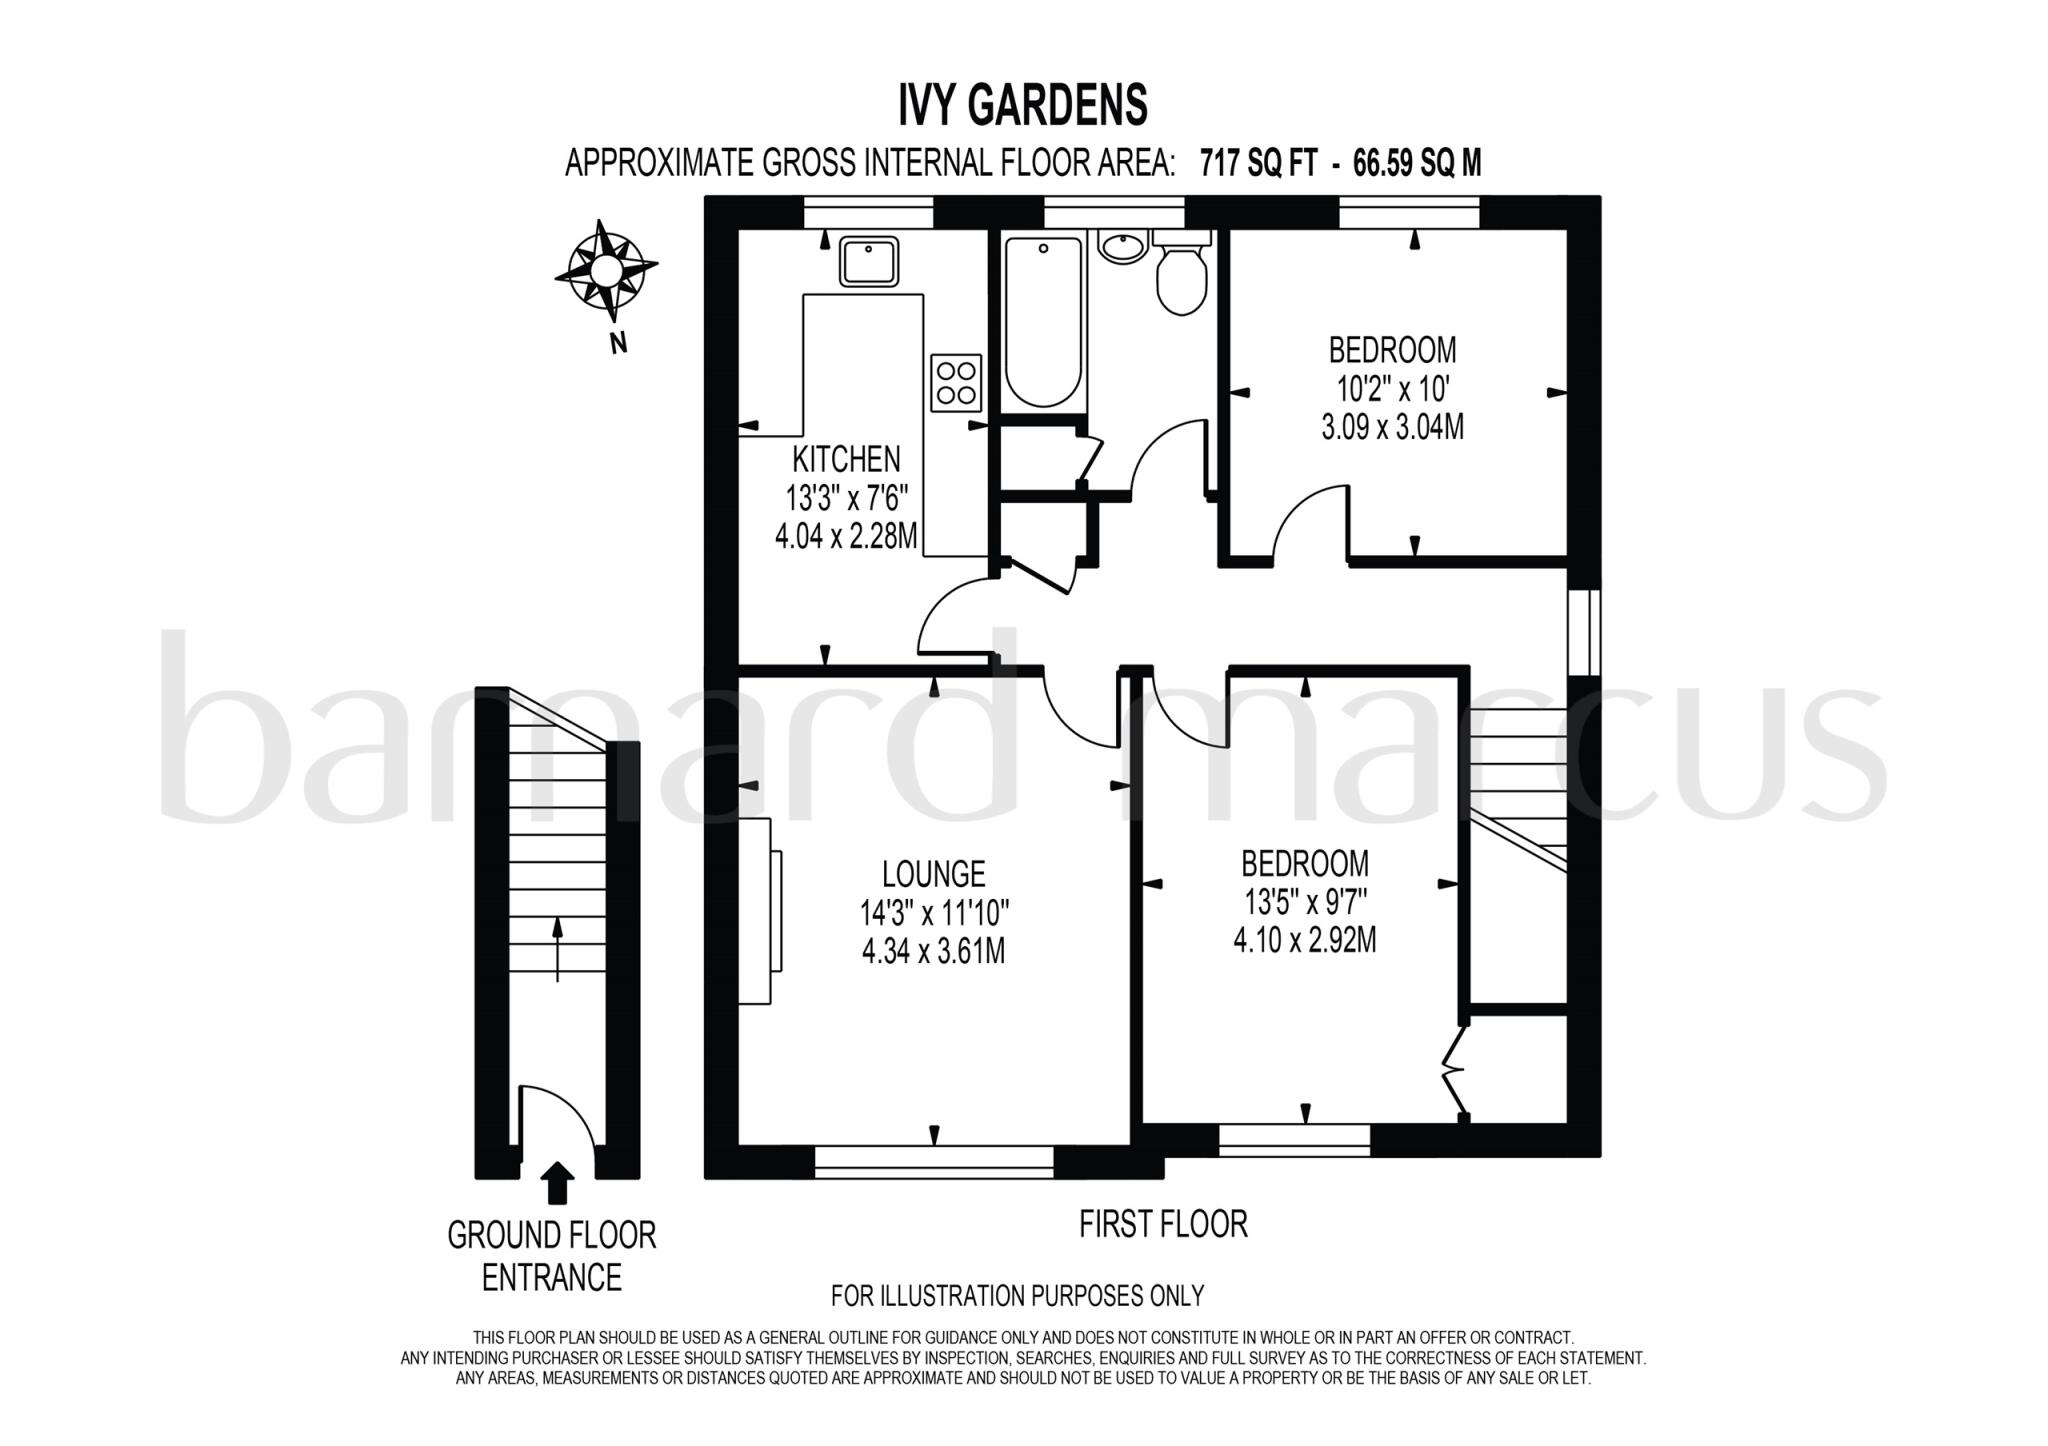 IVY GARDENS
APPROXIMATE GROSS INTERNAL FLOOR AREA: 717 SQ FT - 66.59 SQ M
N
BEDROOM
10'2" x 10'
3.09 x 3.04M
KITCHEN
13'3" x 7'6"
4.04 x 2.28M
barnard marcus
LOUNGE
14'3" x 11'10"
4.34 x 3.61M
BEDROOM
13'5" x 9'7"
4.10 x 2.92M
GROUND FLOOR
ENTRANCE
FIRST FLOOR
FOR ILLUSTRATION PURPOSES ONLY
THIS FLOOR PLAN SHOULD BE USED AS A GENERAL OUTLINE FOR GUIDANCE ONLY AND DOES NOT CONSTITUTE IN WHOLE OR IN PART AN OFFER OR CONTRACT.
ANY INTENDING PURCHASER OR LESSEE SHOULD SATISFY THEMSELVES BY INSPECTION, SEARCHES, ENQUIRIES AND FULL SURVEY AS TO THE CORRECTNESS OF EACH STATEMENT.
ANY AREAS, MEASUREMENTS OR DISTANCES QUOTED ARE APPROXIMATE AND SHOULD NOT BE USED TO VALUE A PROPERTY OR BE THE BASIS OF ANY SALE OR LET.